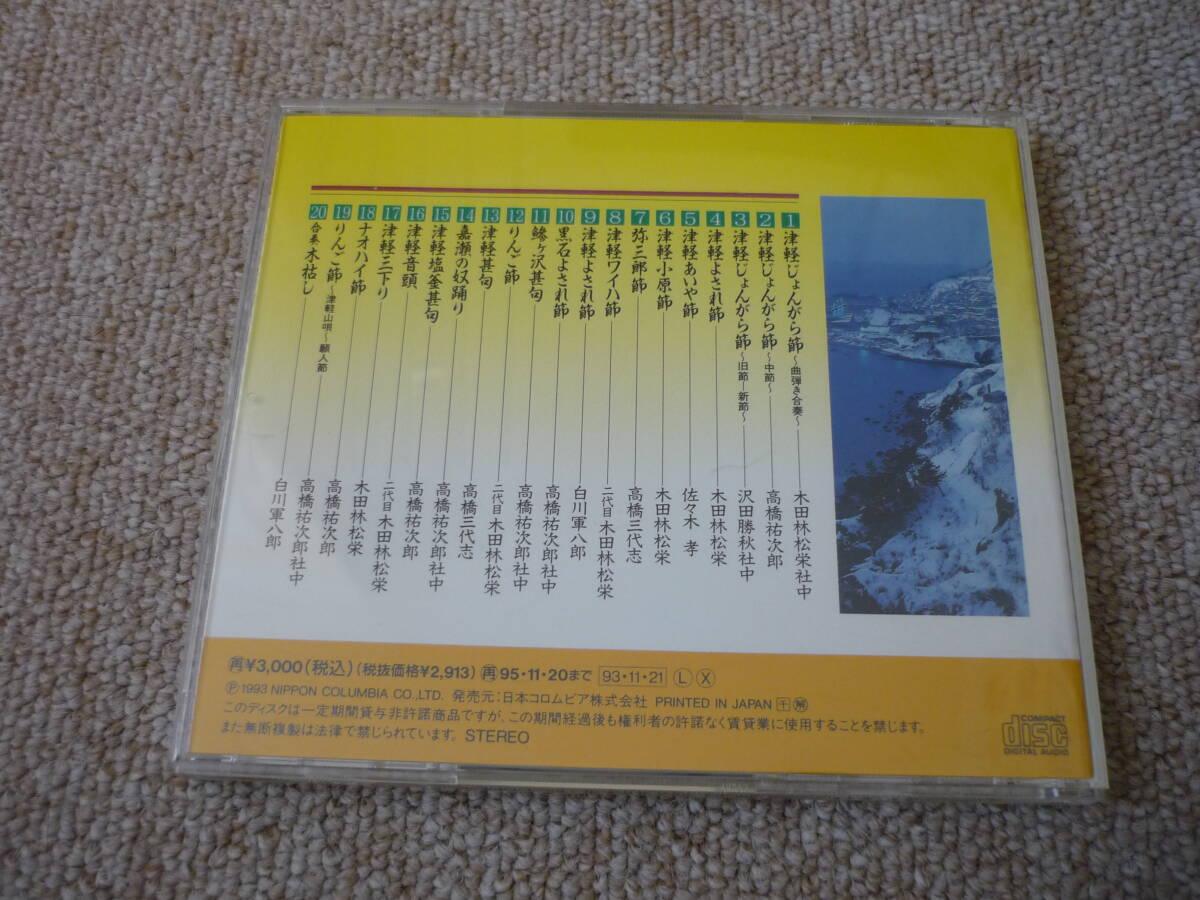 1 津軽じょんがら節 ～曲弾き合奏～ 木田林松栄社中
2 津軽じょんがら節 ～中節～ 高橋祐次郎
3 津軽じょんがら節 ～旧節―新節～ 沢田勝秋社中
4 津軽よされ節 木田林松栄
5 津軽あいや節 佐々木 孝
6 津軽小原節 木田林松栄
7 弥三郎節 高橋三代志
8 津軽ワイハ節 二代目 木田林松栄
9 津軽よされ節 白川軍八郎
10 黒石よされ節 高橋祐次郎社中
11 鰺ヶ沢甚句 高橋祐次郎社中
12 りんご節 二代目 木田林松栄
13 津軽甚句 高橋三代志
14 嘉瀬の奴踊り 高橋祐次郎社中
15 津軽塩釜甚句 高橋祐次郎
16 津軽音頭 二代目 木田林松栄
17 津軽三下り 木田林松栄
18 ナオハイ節 高橋祐次郎
19 りんご節 ～津軽山唄～願人節 高橋祐次郎社中
20 合奏 木枯し 白川軍八郎
再¥3,000(税込)(税抜価格¥2,913) 再95・11・20まで 93・11・21 L X
Ⓟ1993 NIPPON COLUMBIA CO.,LTD. 発売元:日本コロムビア株式会社 PRINTED IN JAPAN 干 解
このディスクは一定期間貸与非許諾商品ですが、この期間経過後も権利者の許諾なく賃貸業に使用することを禁じます。
また無断複製は法律で禁じられています。STEREO
COMPACT
disc
DIGITAL AUDIO